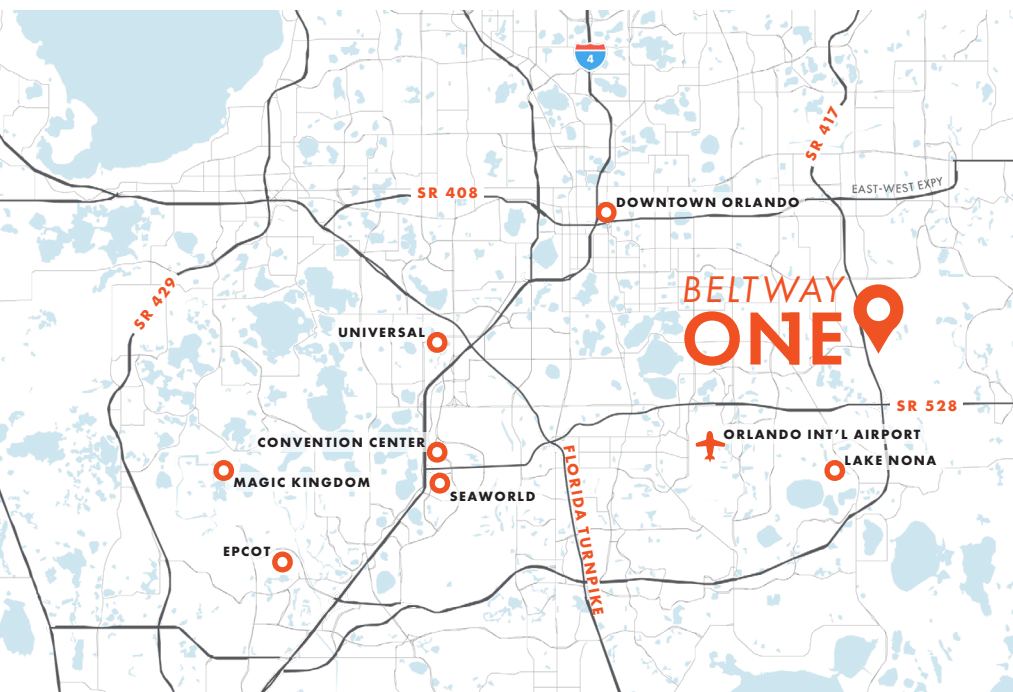 4
SR 417
SR 408
EAST-WEST EXPY
DOWNTOWN ORLANDO
SR 429
BELTWAY
ONE
UNIVERSAL
SR 528
CONVENTION CENTER
ORLANDO INT'L AIRPORT
LAKE NONA
MAGIC KINGDOM
SEAWORLD
FLORIDA TURNPIKE
EPCOT